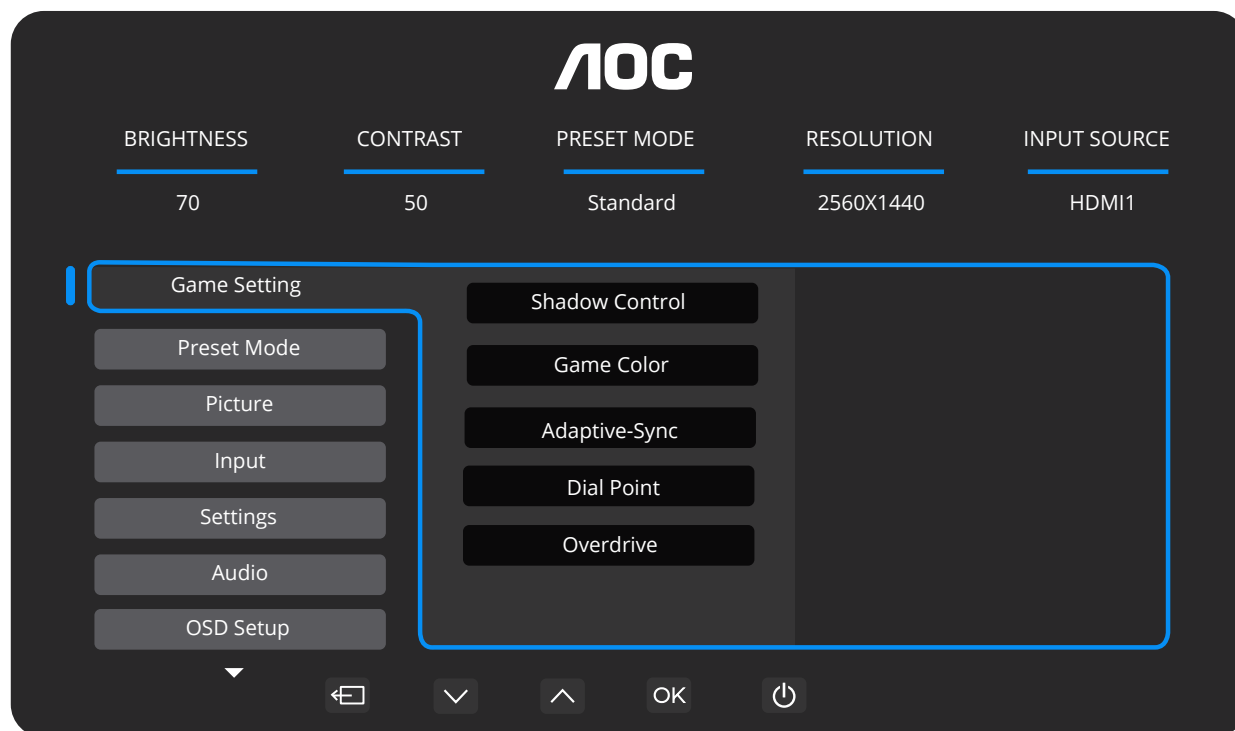 AOC
BRIGHTNESS CONTRAST PRESET MODE RESOLUTION INPUT SOURCE
70 50 Standard 2560X1440 HDMI1
Game Setting
Preset Mode
Picture
Input
Settings
Audio
OSD Setup
Shadow Control
Game Color
Adaptive-Sync
Dial Point
Overdrive
OK